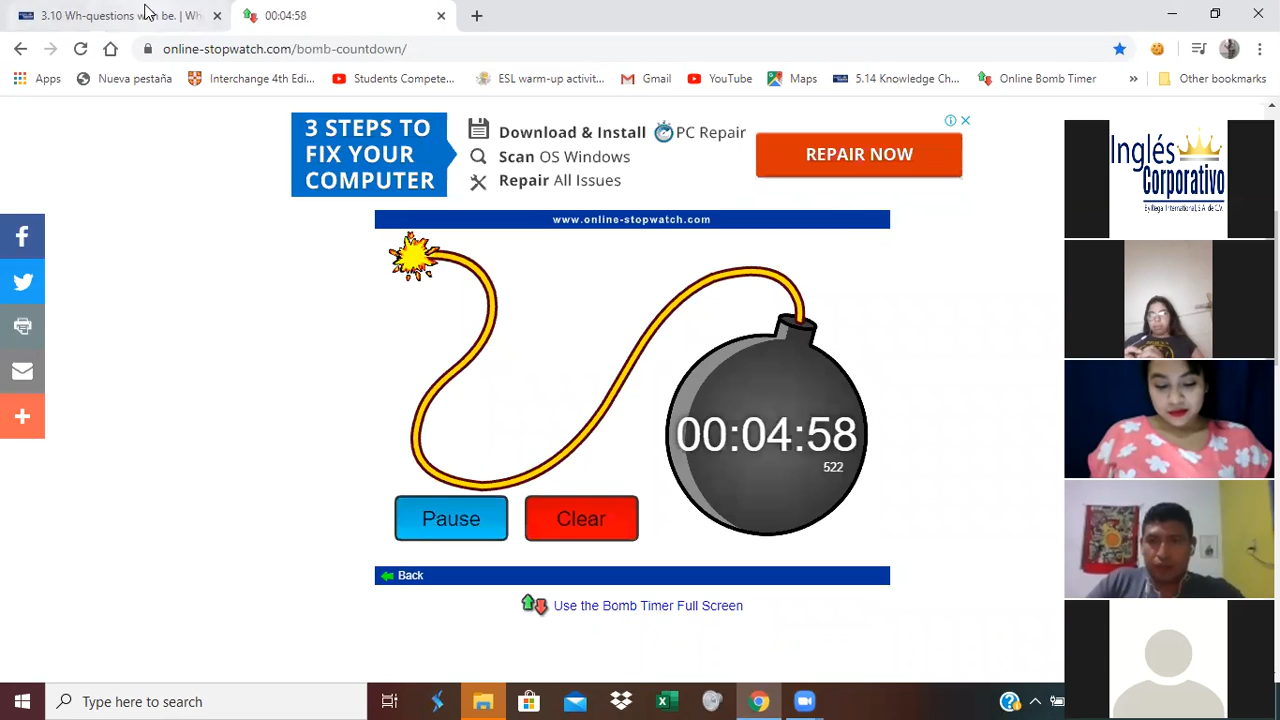 3.10 Wh-questions w
be. | Wh
00:04:58
online-stopwatch.com/bomb-countdown/
Apps
Nueva pestaña
Interchange 4th Edi...
Students Compete...
ESL warm-up activit...
Gmail
YouTube
Maps
5.14 Knowledge Ch...
Online Bomb Timer
»
Other bookmarks
3 STEPS TO
FIX YOUR
COMPUTER
Download & Install PC Repair
Scan OS Windows
Repair All Issues
REPAIR NOW
www.online-stopwatch.com
00:04:58
522
Pause
Clear
Back
Use the Bomb Timer Full Screen
Inglés
Corporativo
By Ilega International, S.A. de C.V.
Type here to search